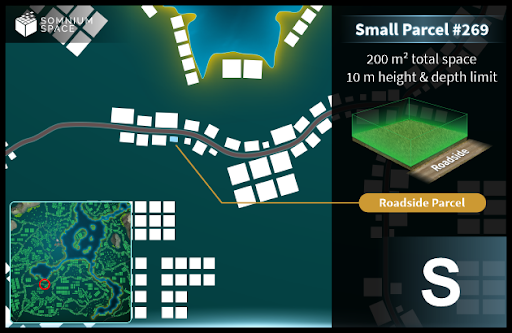 SOMNIUM
SPACE
Small Parcel #269
200 m² total space
10 m height & depth limit
Roadside
Roadside Parcel
S